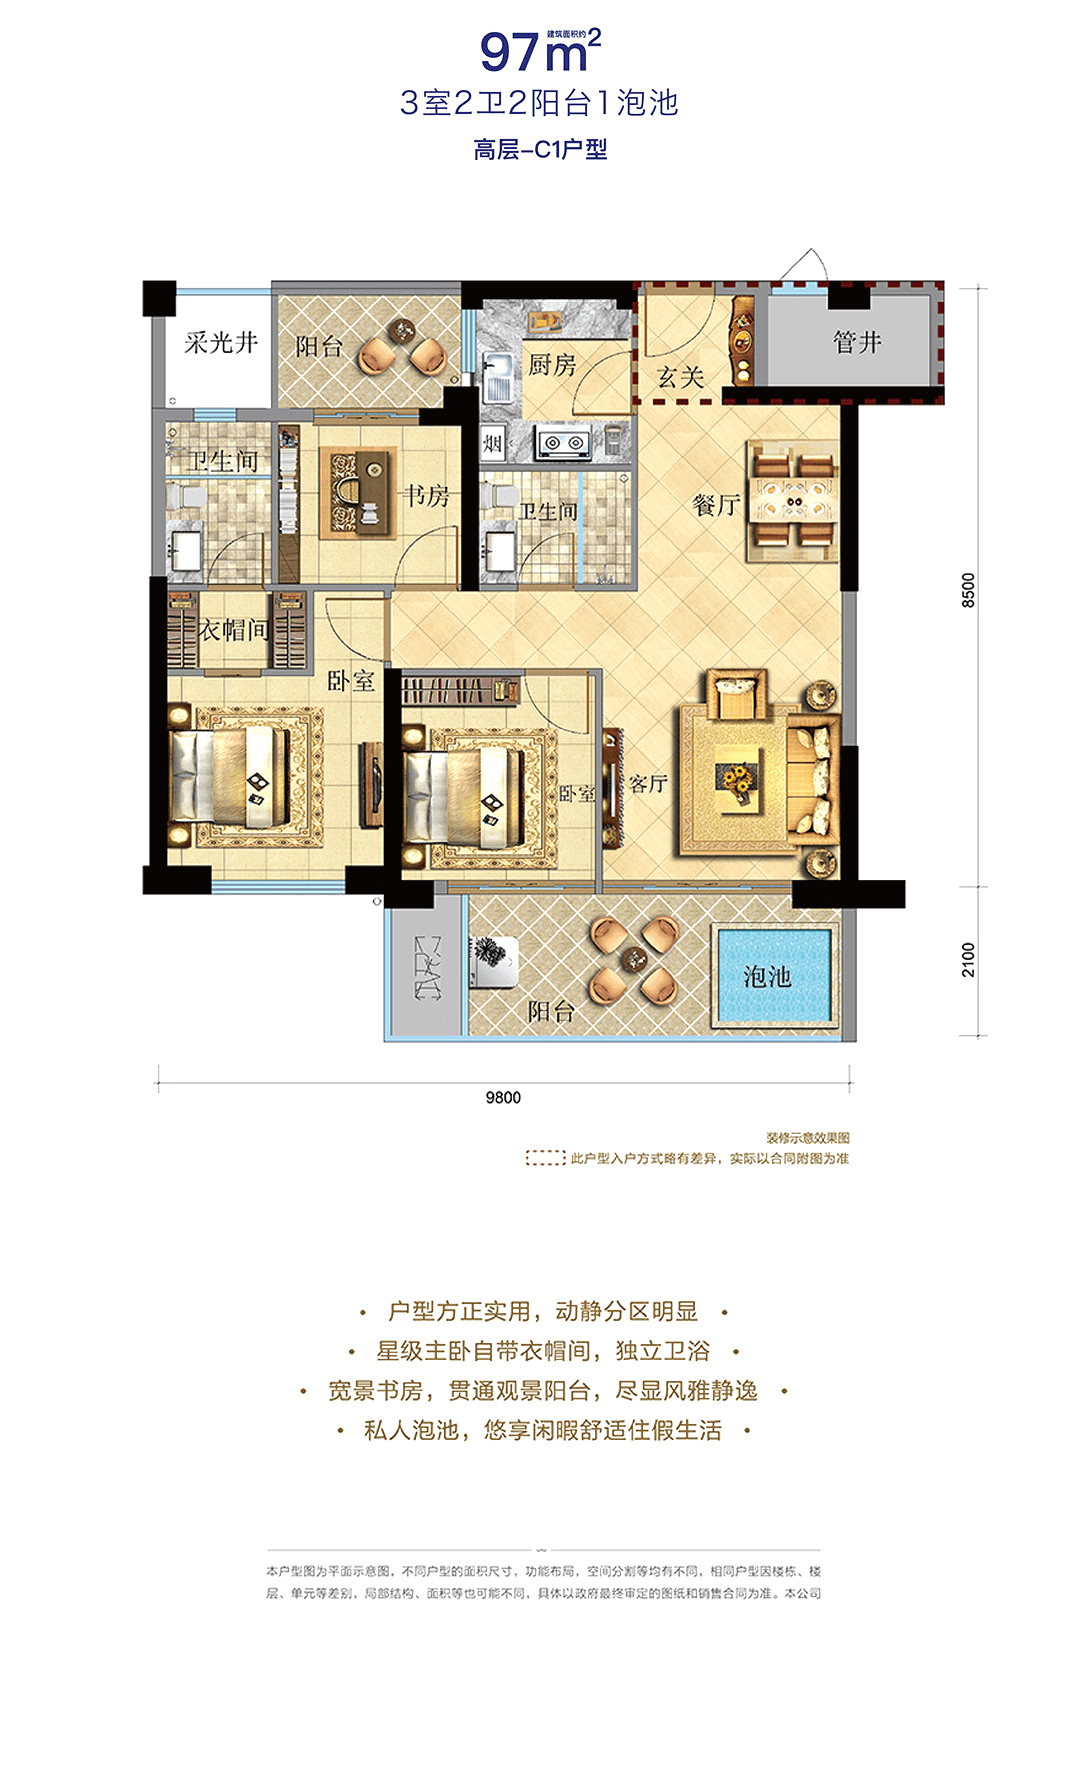 建筑面积约
97m²
3室2卫2阳台1泡池
高层-C1户型
采光井
阳台
厨房
玄关
管井
烟
卫生间
书房
卫生间
餐厅
衣帽间
卧室
卧室
客厅
8500
泡池
阳台
2100
9800
装修示意效果图
此户型入户方式略有差异，实际以合同附图为准
• 户型方正实用，动静分区明显 •
• 星级主卧自带衣帽间，独立卫浴 •
• 宽景书房，贯通观景阳台，尽显风雅静逸 •
• 私人泡池，悠享闲暇舒适住假生活 •
本户型图为平面示意图，不同户型的面积尺寸，功能布局，空间分割等均有不同，相同户型因楼栋、楼
层、单元等差别，局部结构、面积等也可能不同，具体以政府最终审定的图纸和销售合同为准。本公司